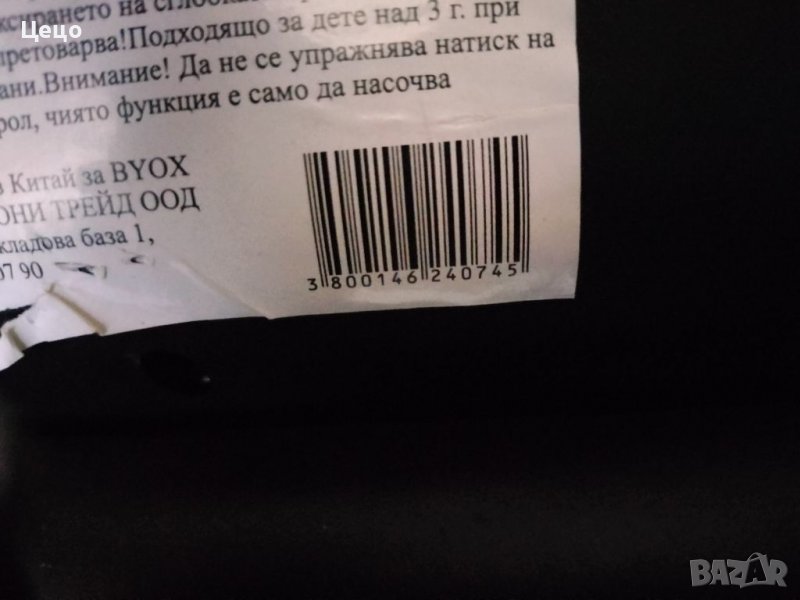 Цецо
ксирането на
претоварва!Подходящо за дете над 3 г. при
ани.Внимание! Да не се упражнява натиск на
рол, чиято функция е само да насочва
в Китай за BYOX
ОНИ ТРЕЙД ООД
кладова база 1,
07 90
3 800146 240745
BAZAR